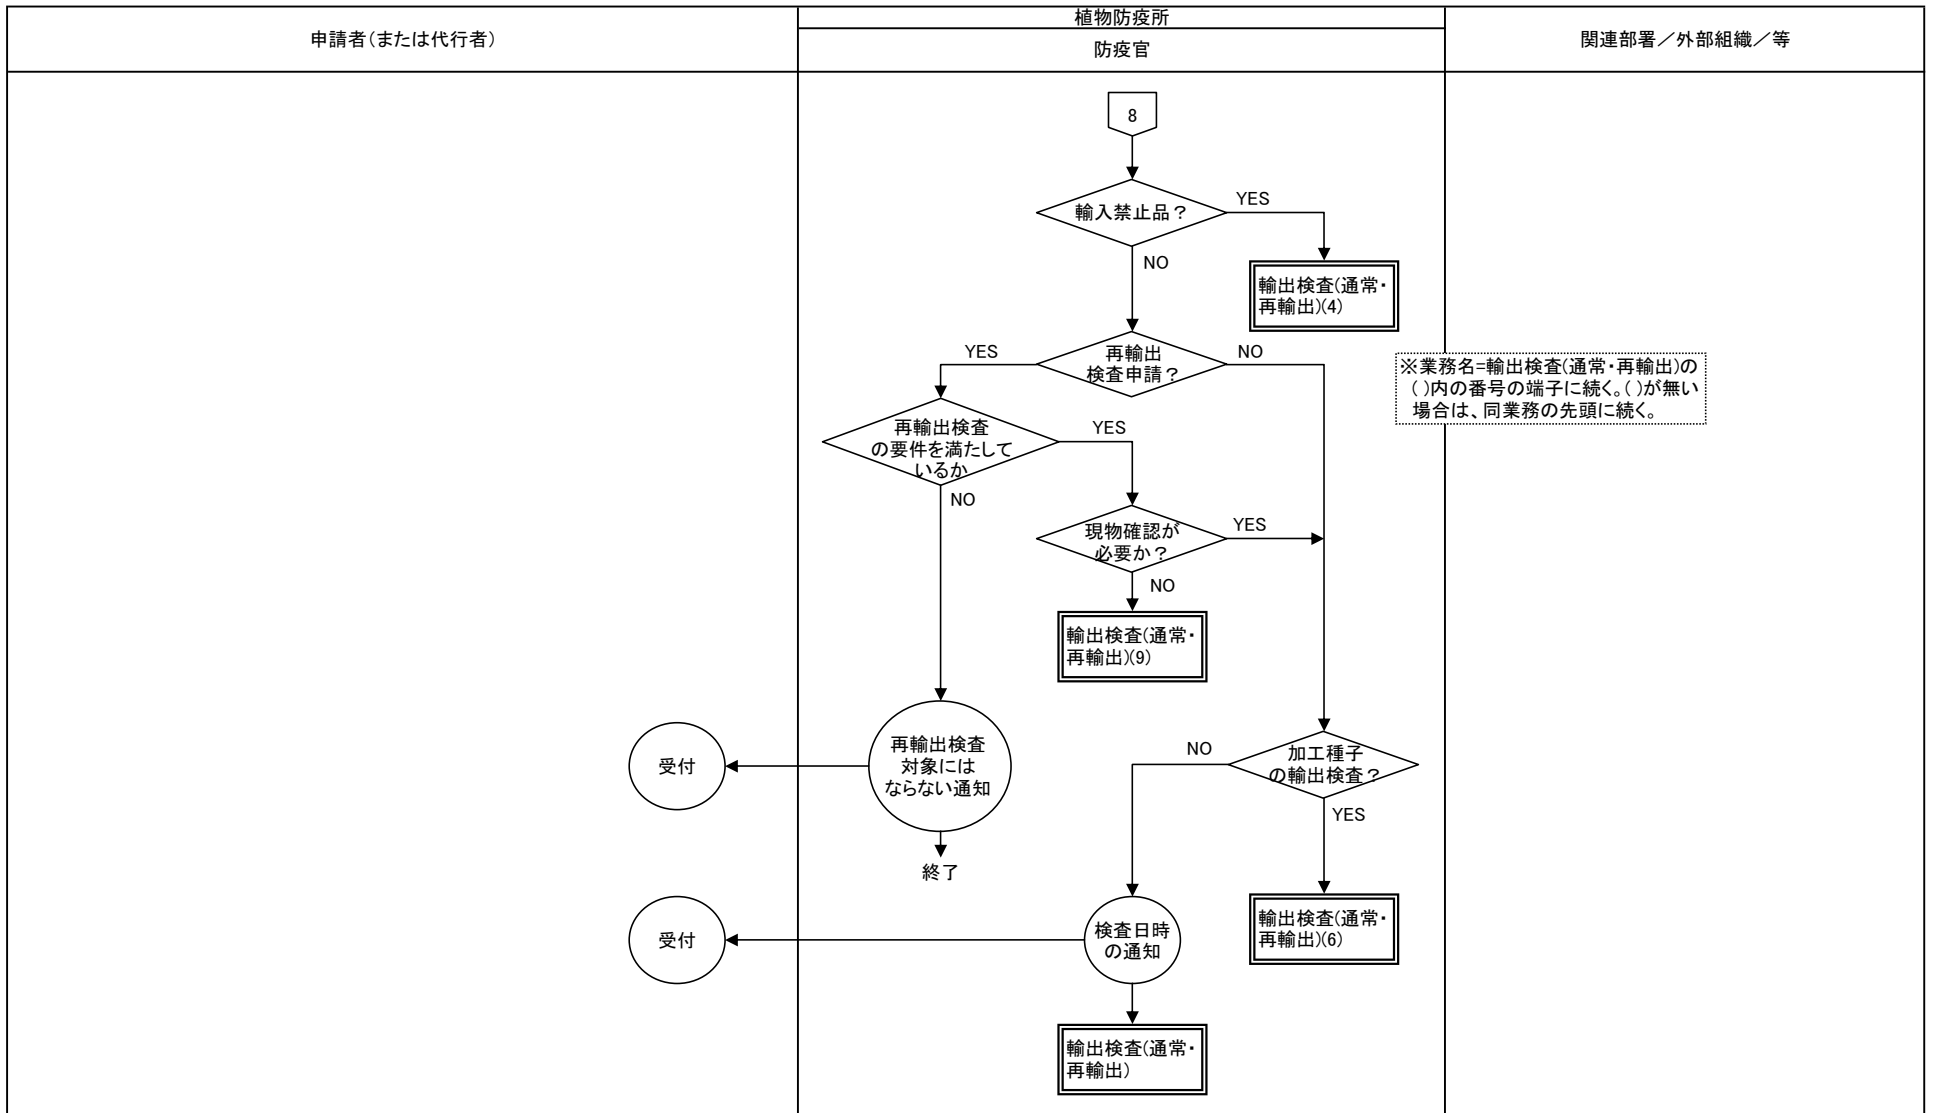 申請者(または代行者)
植物防疫所
防疫官
関連部署／外部組織／等
8
輸入禁止品？
YES
NO
輸出検査(通常・
再輸出)(4)
再輸出
検査申請？
YES
NO
※業務名=輸出検査(通常・再輸出)の
( )内の番号の端子に続く。( )が無い
場合は、同業務の先頭に続く。
再輸出検査
の要件を満たして
いるか
YES
NO
現物確認が
必要か？
YES
NO
輸出検査(通常・
再輸出)(9)
受付
再輸出検査
対象には
ならない通知
終了
加工種子
の輸出検査？
NO
YES
受付
検査日時
の通知
輸出検査(通常・
再輸出)(6)
輸出検査(通常・
再輸出)